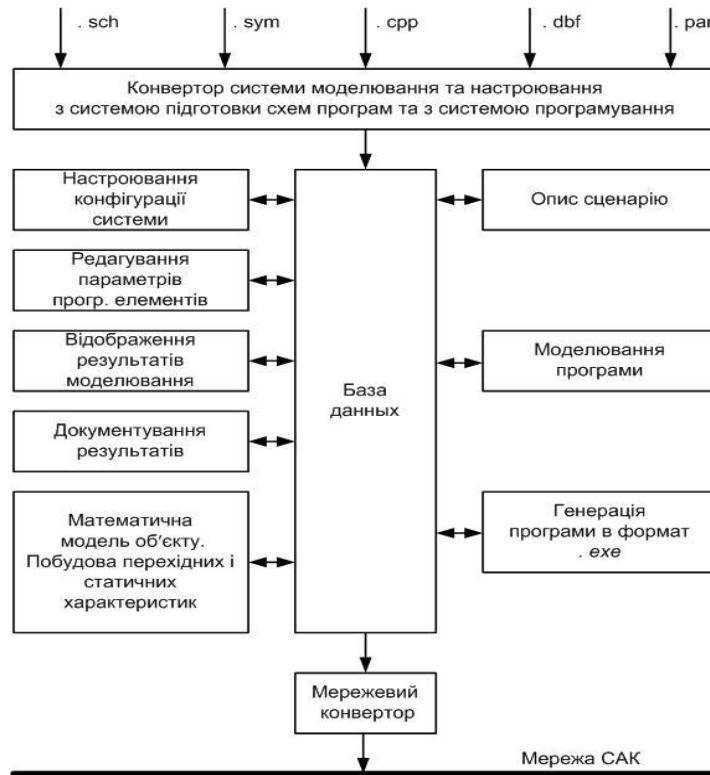 . sch . sym . cpp . dbf . par
Конвертор системи моделювання та настроювання
з системою підготовки схем програм та з системою програмування
Настроювання
конфігурації
системи
Редагування
параметрів
прогр. елементів
Відображення
результатів
моделювання
Документування
результатів
Математична
модель об'єкту.
Побудова перехідних і
статичних
характеристик
База
данных
Опис сценарію
Моделювання
програми
Генерація
програми в формат
. exe
Мережевий
конвертор
Мережа САК